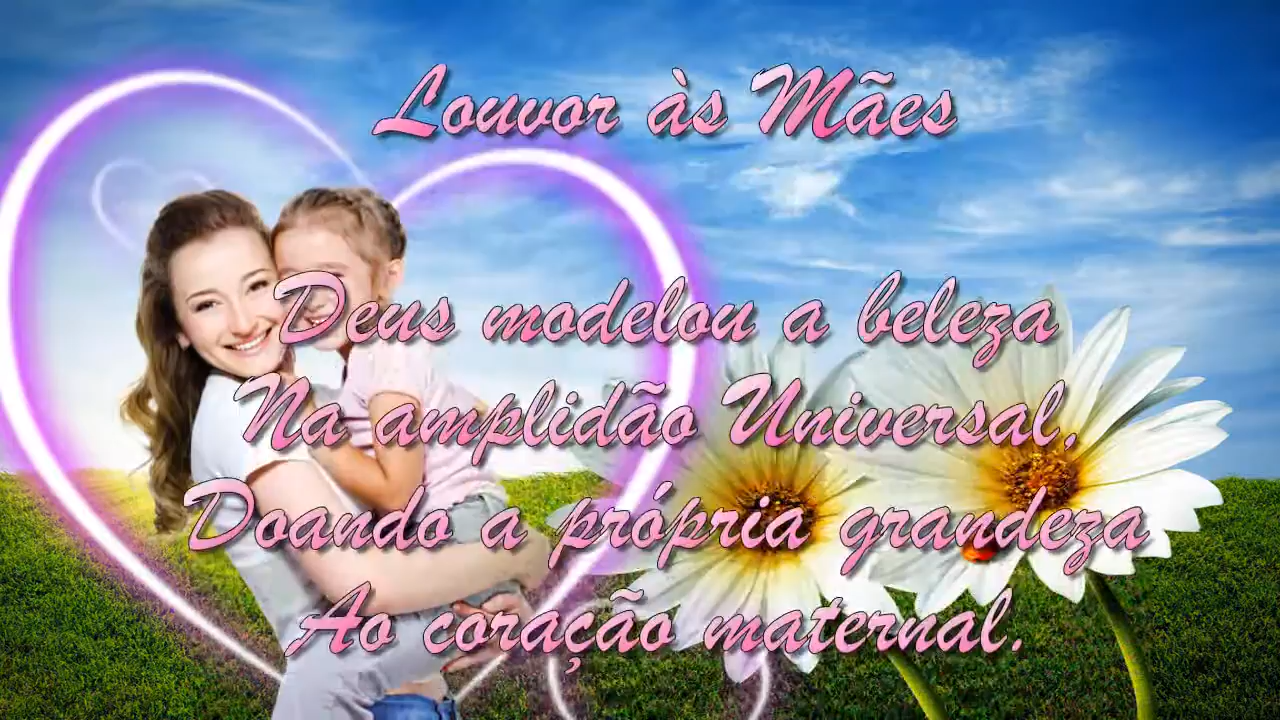 Louvor às Mães
Deus modelou a beleza
Na amplidão Universal,
Doando a própria grandeza
Ao coração maternal.